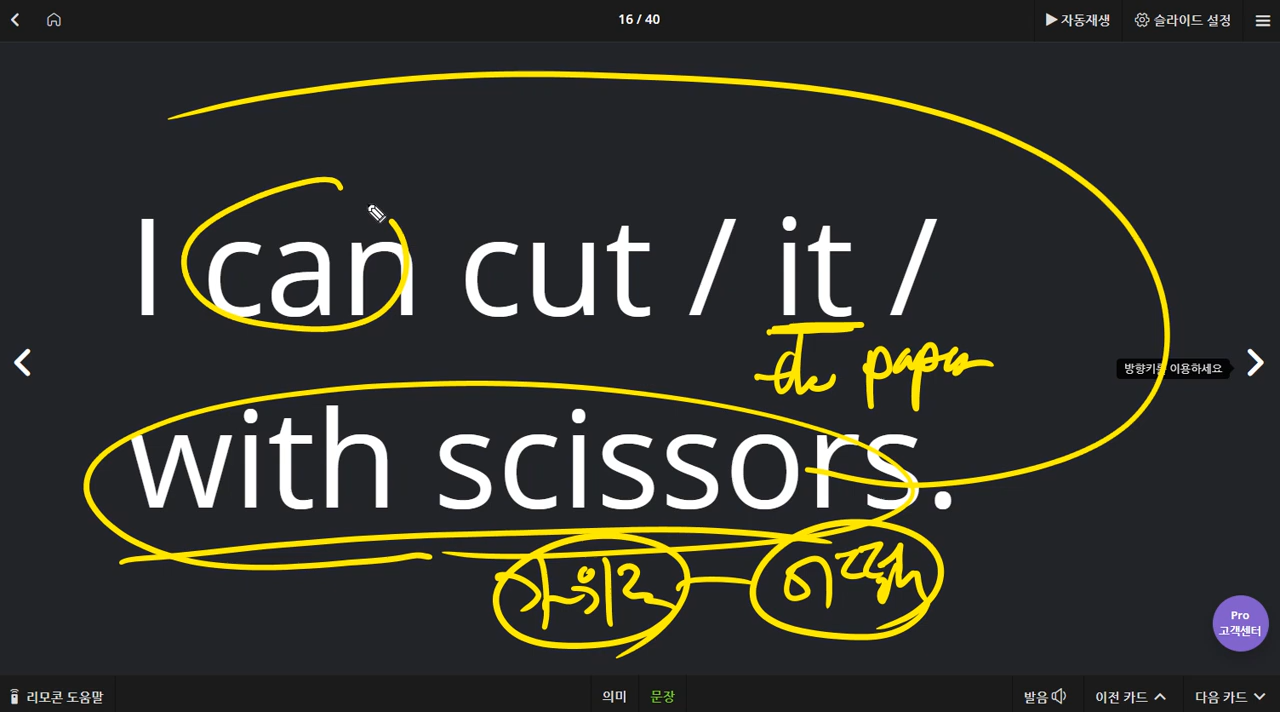 16 / 40
자동재생
슬라이드 설정
I can cut / it /
the paper
방향키를 이용하세요
with scissors.
가위로
Pro
고객센터
리모콘 도움말
의미
문장
발음
이전 카드
다음 카드